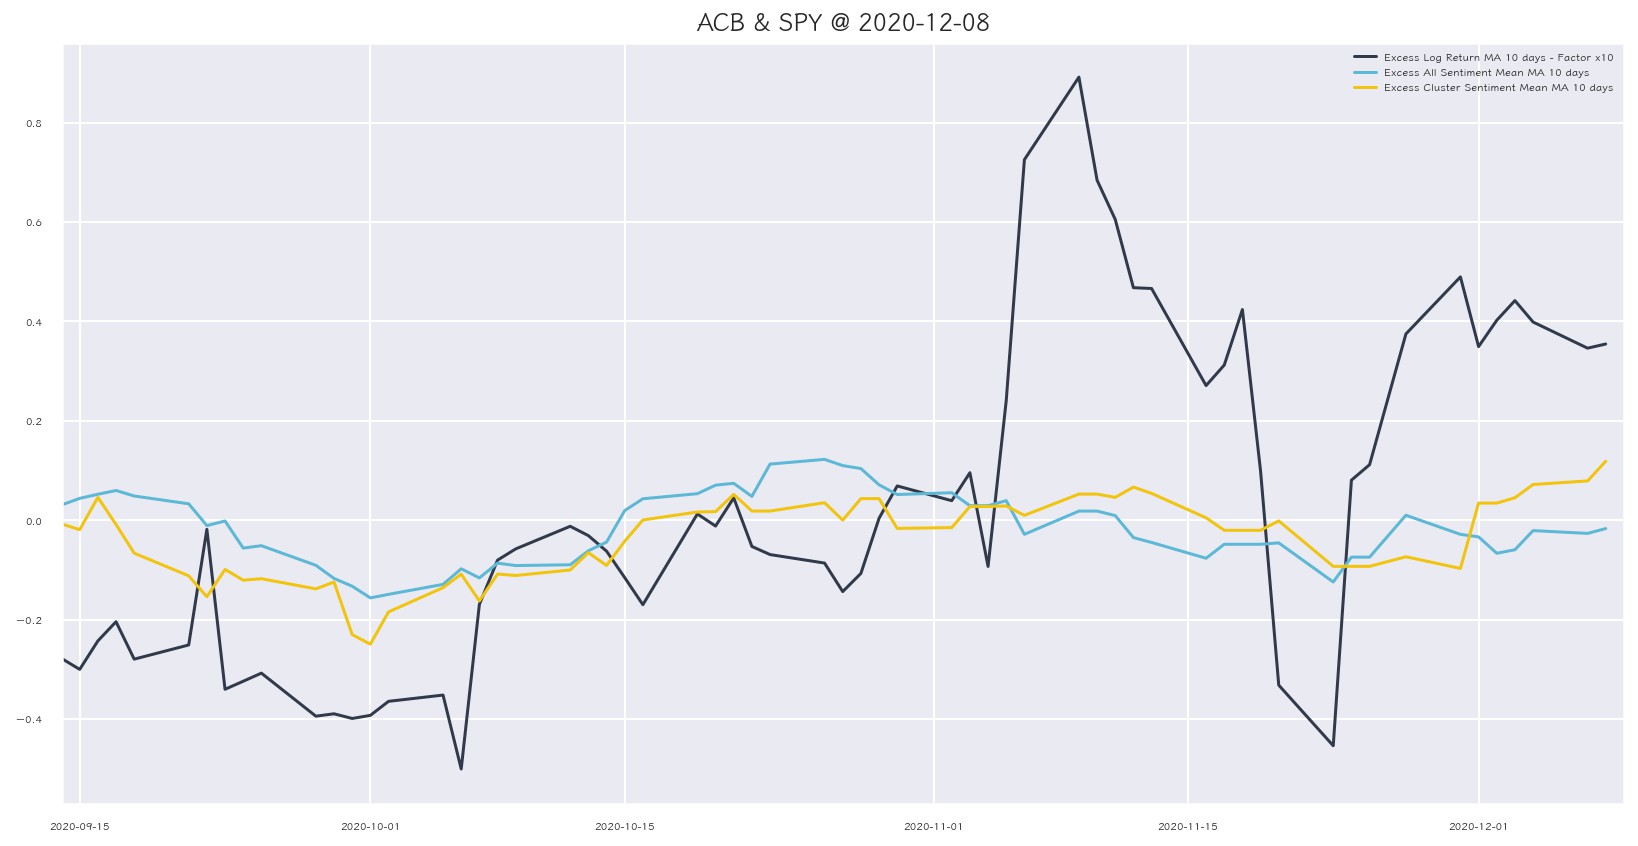 ACB & SPY @ 2020-12-08
Excess Log Return MA 10 days - Factor x10
Excess All Sentiment Mean MA 10 days
Excess Cluster Sentiment Mean MA 10 days
0.8
0.6
0.4
0.2
0.0
−0.2
−0.4
2020-09-15 2020-10-01 2020-10-15 2020-11-01 2020-11-15 2020-12-01